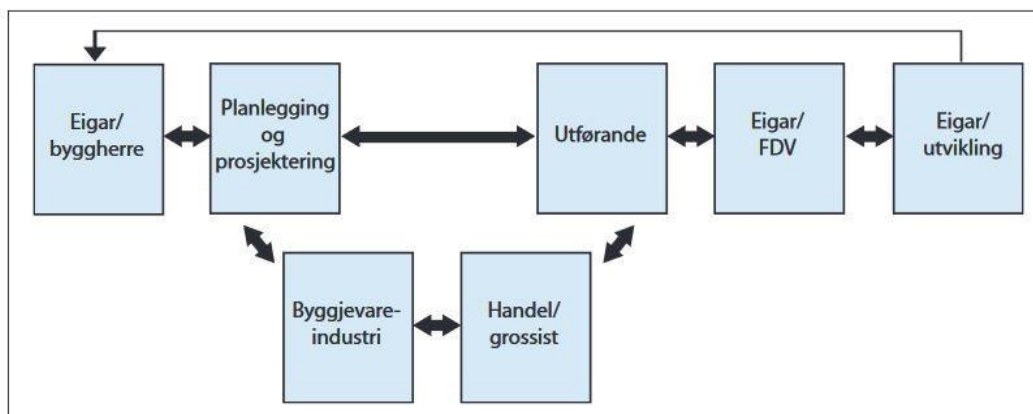 Eigar/
byggherre
Planlegging
og
prosjektering
Utførande
Eigar/
FDV
Eigar/
utvikling
Byggjevare-
industri
Handel/
grossist